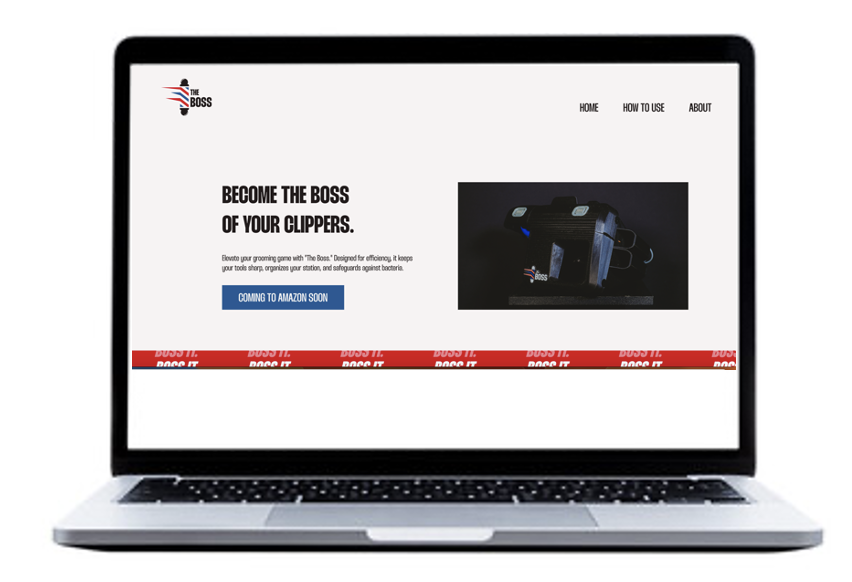 THE
BOSS
HOME HOW TO USE ABOUT
BECOME THE BOSS
OF YOUR CLIPPERS.
Elevate your grooming game with "The Boss." Designed for efficiency, it keeps
your tools sharp, organizes your station, and safeguards against bacteria.
COMING TO AMAZON SOON
THE
BOSS
BOSS IT. BOSS IT. BOSS IT. BOSS IT. BOSS IT. BOSS IT. BOSS
BOSS IT BOSS IT BOSS IT BOSS IT BOSS IT BOSS IT BOSS